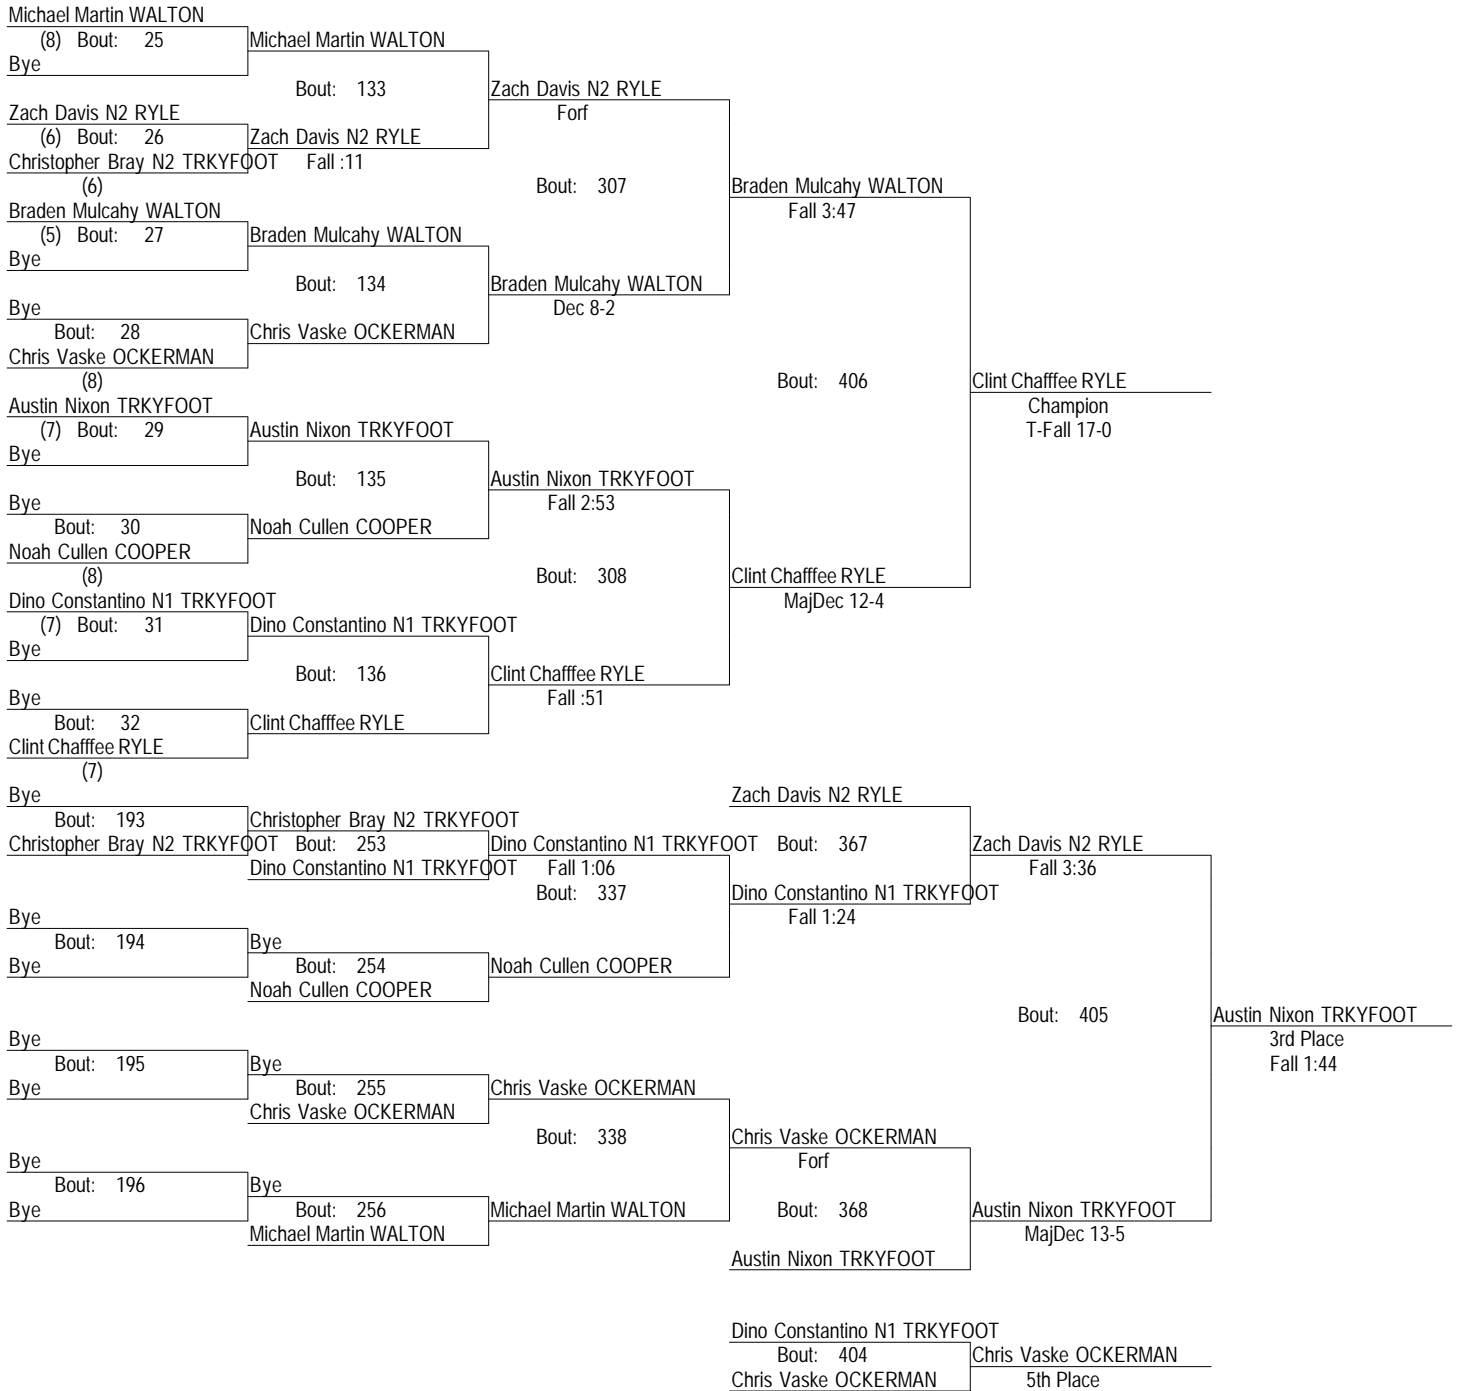 Michael Martin WALTON
(8) Bout: 25 Michael Martin WALTON
Bye
Bout: 133 Zach Davis N2 RYLE
Zach Davis N2 RYLE Forf
(6) Bout: 26 Zach Davis N2 RYLE
Christopher Bray N2 TRKYFOOT Fall :11
(6) Bout: 307 Braden Mulcahy WALTON
Braden Mulcahy WALTON Fall 3:47
(5) Bout: 27 Braden Mulcahy WALTON
Bye
Bout: 134 Braden Mulcahy WALTON
Bye Dec 8-2
Bout: 28 Chris Vaske OCKERMAN
Chris Vaske OCKERMAN
(8) Bout: 406 Clint Chafffee RYLE
Austin Nixon TRKYFOOT Champion
(7) Bout: 29 Austin Nixon TRKYFOOT T-Fall 17-0
Bye
Bout: 135 Austin Nixon TRKYFOOT
Bye Fall 2:53
Bout: 30 Noah Cullen COOPER
Noah Cullen COOPER
(8) Bout: 308 Clint Chafffee RYLE
Dino Constantino N1 TRKYFOOT MajDec 12-4
(7) Bout: 31 Dino Constantino N1 TRKYFOOT
Bye
Bout: 136 Clint Chafffee RYLE
Bye Fall :51
Bout: 32 Clint Chafffee RYLE
Clint Chafffee RYLE
(7)
Bye Zach Davis N2 RYLE
Bout: 193 Christopher Bray N2 TRKYFOOT
Christopher Bray N2 TRKYFOOT Bout: 253 Dino Constantino N1 TRKYFOOT Bout: 367 Zach Davis N2 RYLE
Dino Constantino N1 TRKYFOOT Fall 1:06 Fall 3:36
Bout: 337 Dino Constantino N1 TRKYFOOT
Bye Fall 1:24
Bout: 194 Bye
Bye Bout: 254 Noah Cullen COOPER
Noah Cullen COOPER
Bout: 405 Austin Nixon TRKYFOOT
Bye 3rd Place
Bout: 195 Bye Fall 1:44
Bye Bout: 255 Chris Vaske OCKERMAN
Chris Vaske OCKERMAN
Bout: 338 Chris Vaske OCKERMAN
Bye Forf
Bout: 196 Bye
Bye Bout: 256 Michael Martin WALTON Bout: 368 Austin Nixon TRKYFOOT
Michael Martin WALTON MajDec 13-5
Austin Nixon TRKYFOOT
Dino Constantino N1 TRKYFOOT
Bout: 404 Chris Vaske OCKERMAN
Chris Vaske OCKERMAN 5th Place